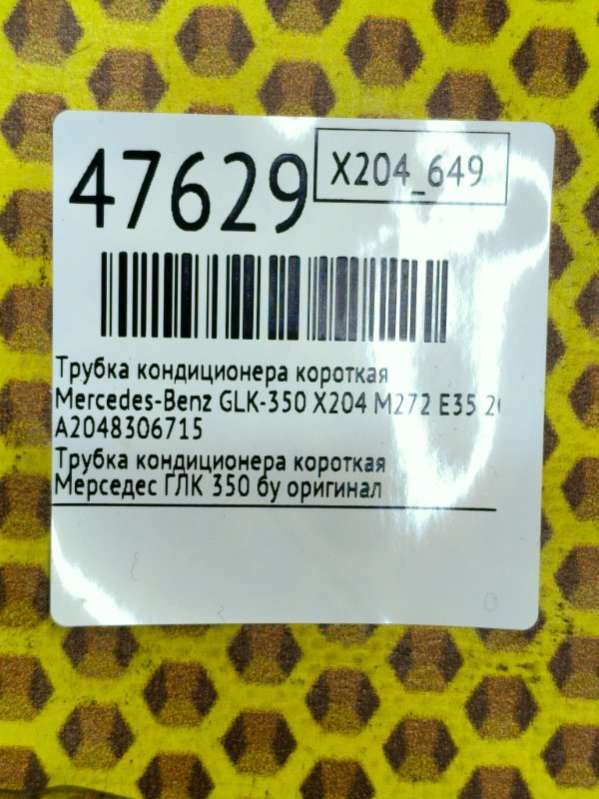 47629
X204_649
Трубка кондиционера короткая
Mercedes-Benz GLK-350 X204 M272 E35
A2048306715
Трубка кондиционера короткая
Мерседес ГЛК 350 бу оригинал